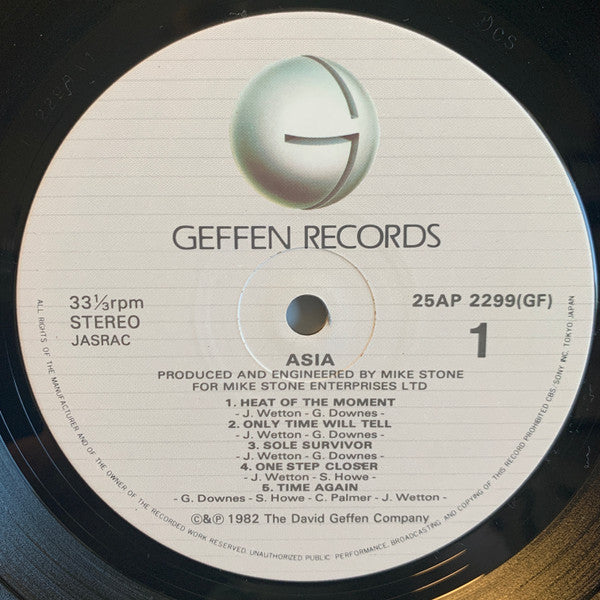 G
GEFFEN RECORDS
33⅓rpm
STEREO
JASRAC
25AP 2299(GF)
1
ASIA
PRODUCED AND ENGINEERED BY MIKE STONE
FOR MIKE STONE ENTERPRISES LTD
1. HEAT OF THE MOMENT
- J. Wetton - G. Downes -
2. ONLY TIME WILL TELL
- J. Wetton - G. Downes -
3. SOLE SURVIVOR
- J. Wetton - G. Downes -
4. ONE STEP CLOSER
- J. Wetton - S. Howe -
5. TIME AGAIN
- G. Downes - S. Howe - C. Palmer - J. Wetton -
©&℗ 1982 The David Geffen Company
ALL RIGHTS OF THE MANUFACTURER AND OF THE OWNER OF THE RECORDED WORK RESERVED. UNAUTHORIZED PUBLIC PERFORMANCE, BROADCASTING AND COPYING OF THIS RECORD PROHIBITED CBS/SONY INC. TOKYO JAPAN
DCS